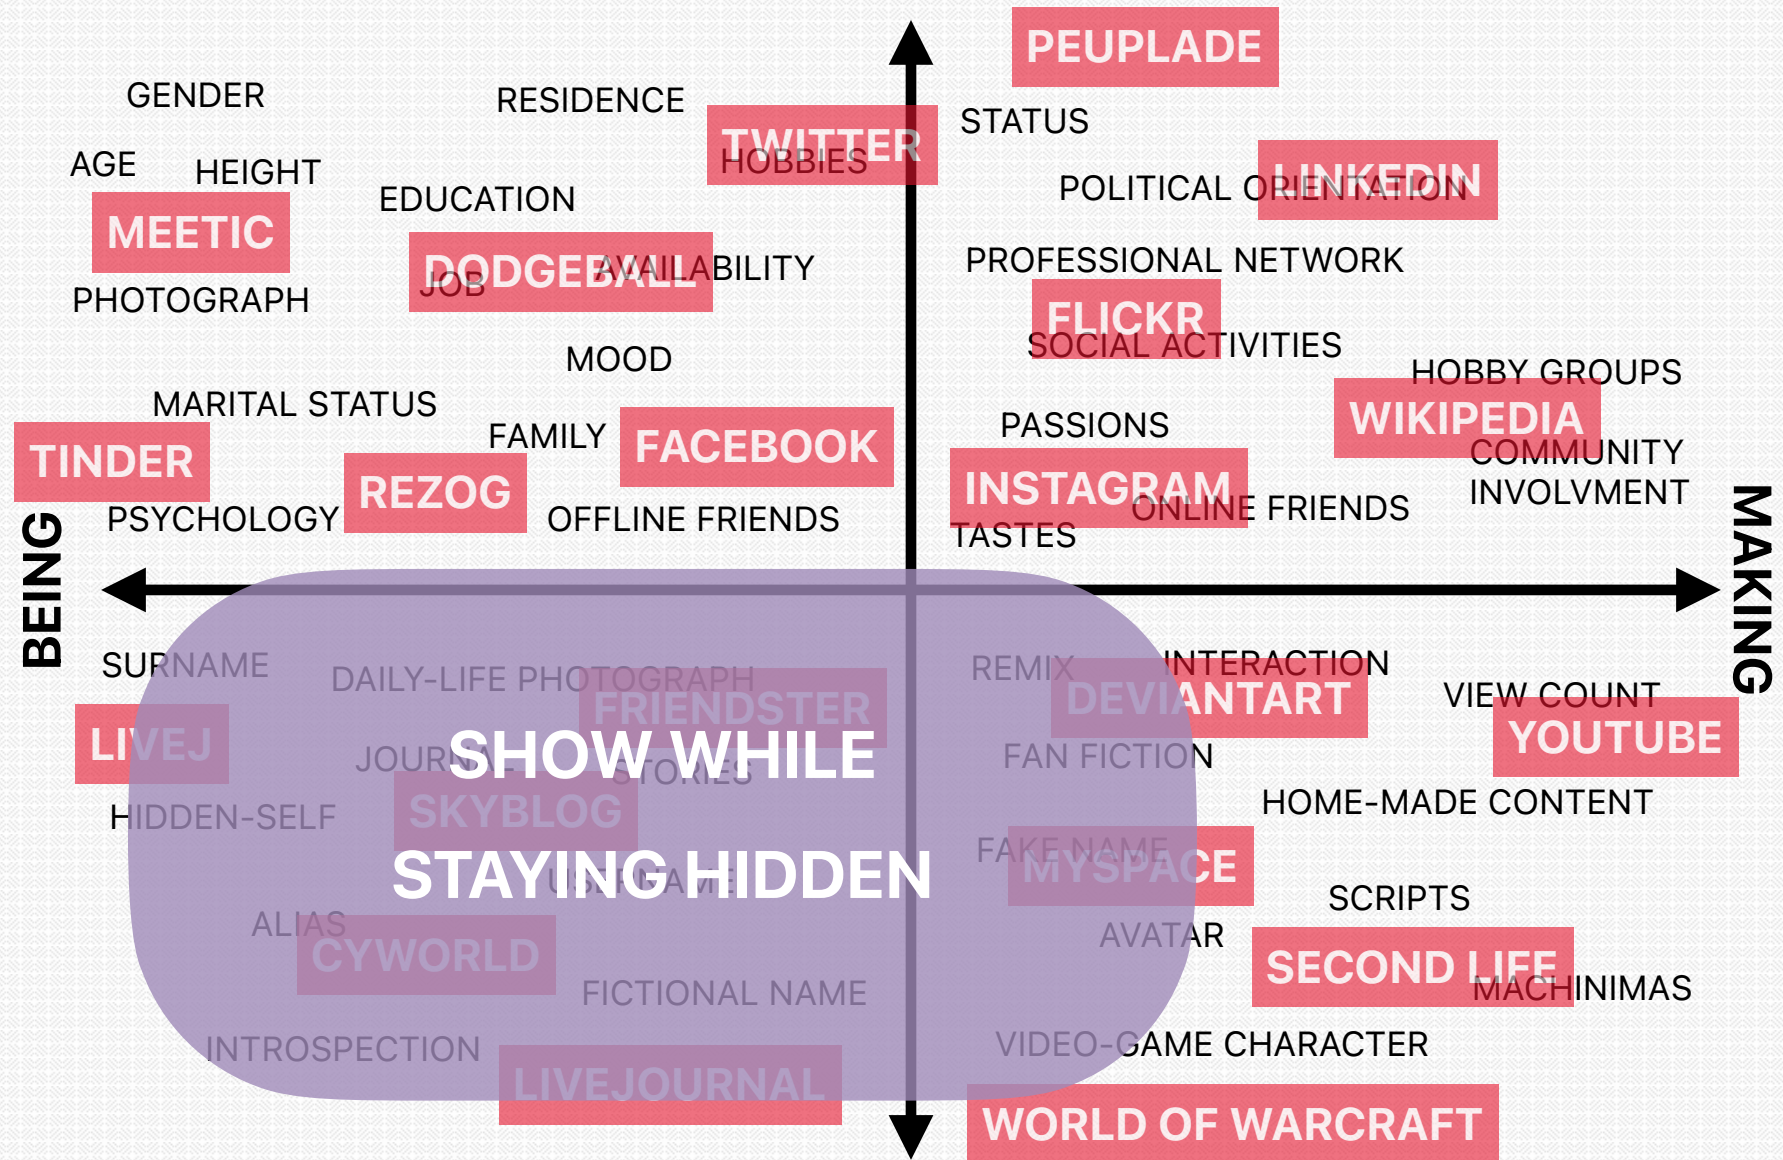 PEUPLADE
GENDER
RESIDENCE
STATUS
TWITTER
HOBBIES
AGE
HEIGHT
LINKEDIN
POLITICAL ORIENTATION
EDUCATION
MEETIC
DODGEBALL
JOB
AVAILABILITY
PROFESSIONAL NETWORK
PHOTOGRAPH
FLICKR
SOCIAL ACTIVITIES
MOOD
HOBBY GROUPS
MARITAL STATUS
WIKIPEDIA
PASSIONS
FAMILY
FACEBOOK
COMMUNITY
INVOLVMENT
TINDER
REZOG
INSTAGRAM
ONLINE FRIENDS
PSYCHOLOGY
OFFLINE FRIENDS
TASTES
BEING
MAKING
SURNAME
DAILY-LIFE PHOTOGRAPH
REMIX
INTERACTION
FRIENDSTER
DEVIANTART
VIEW COUNT
LIVEJ
YOUTUBE
SHOW WHILE
JOURNAL
STORIES
FAN FICTION
HIDDEN-SELF
SKYBLOG
HOME-MADE CONTENT
STAYING HIDDEN
USERNAME
FAKE NAME
MYSPACE
SCRIPTS
ALIAS
AVATAR
CYWORLD
SECOND LIFE
MACHINIMAS
FICTIONAL NAME
INTROSPECTION
VIDEO-GAME CHARACTER
LIVEJOURNAL
WORLD OF WARCRAFT